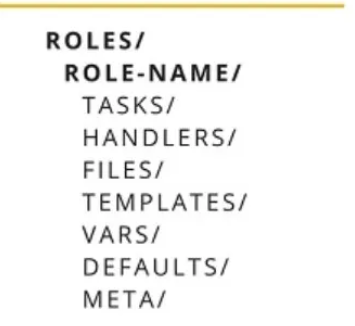 ROLES/
ROLE-NAME/
TASKS/
HANDLERS/
FILES/
TEMPLATES/
VARS/
DEFAULTS/
META/